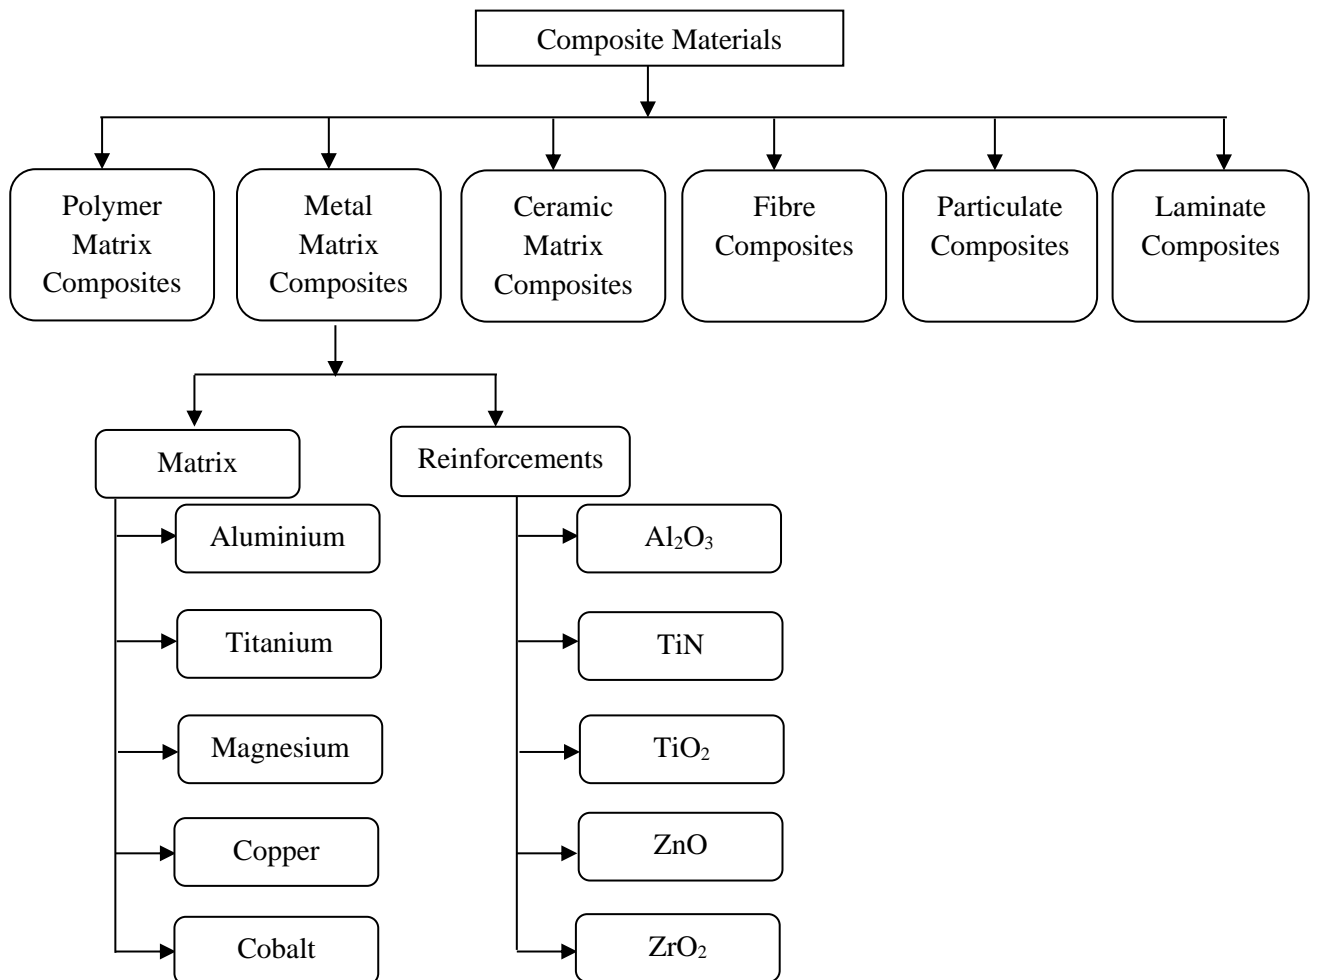 Composite Materials
Polymer
Matrix
Composites
Metal
Matrix
Composites
Ceramic
Matrix
Composites
Fibre
Composites
Particulate
Composites
Laminate
Composites
Matrix
Reinforcements
Aluminium
Titanium
Magnesium
Copper
Cobalt
Al₂O₃
TiN
TiO₂
ZnO
ZrO₂